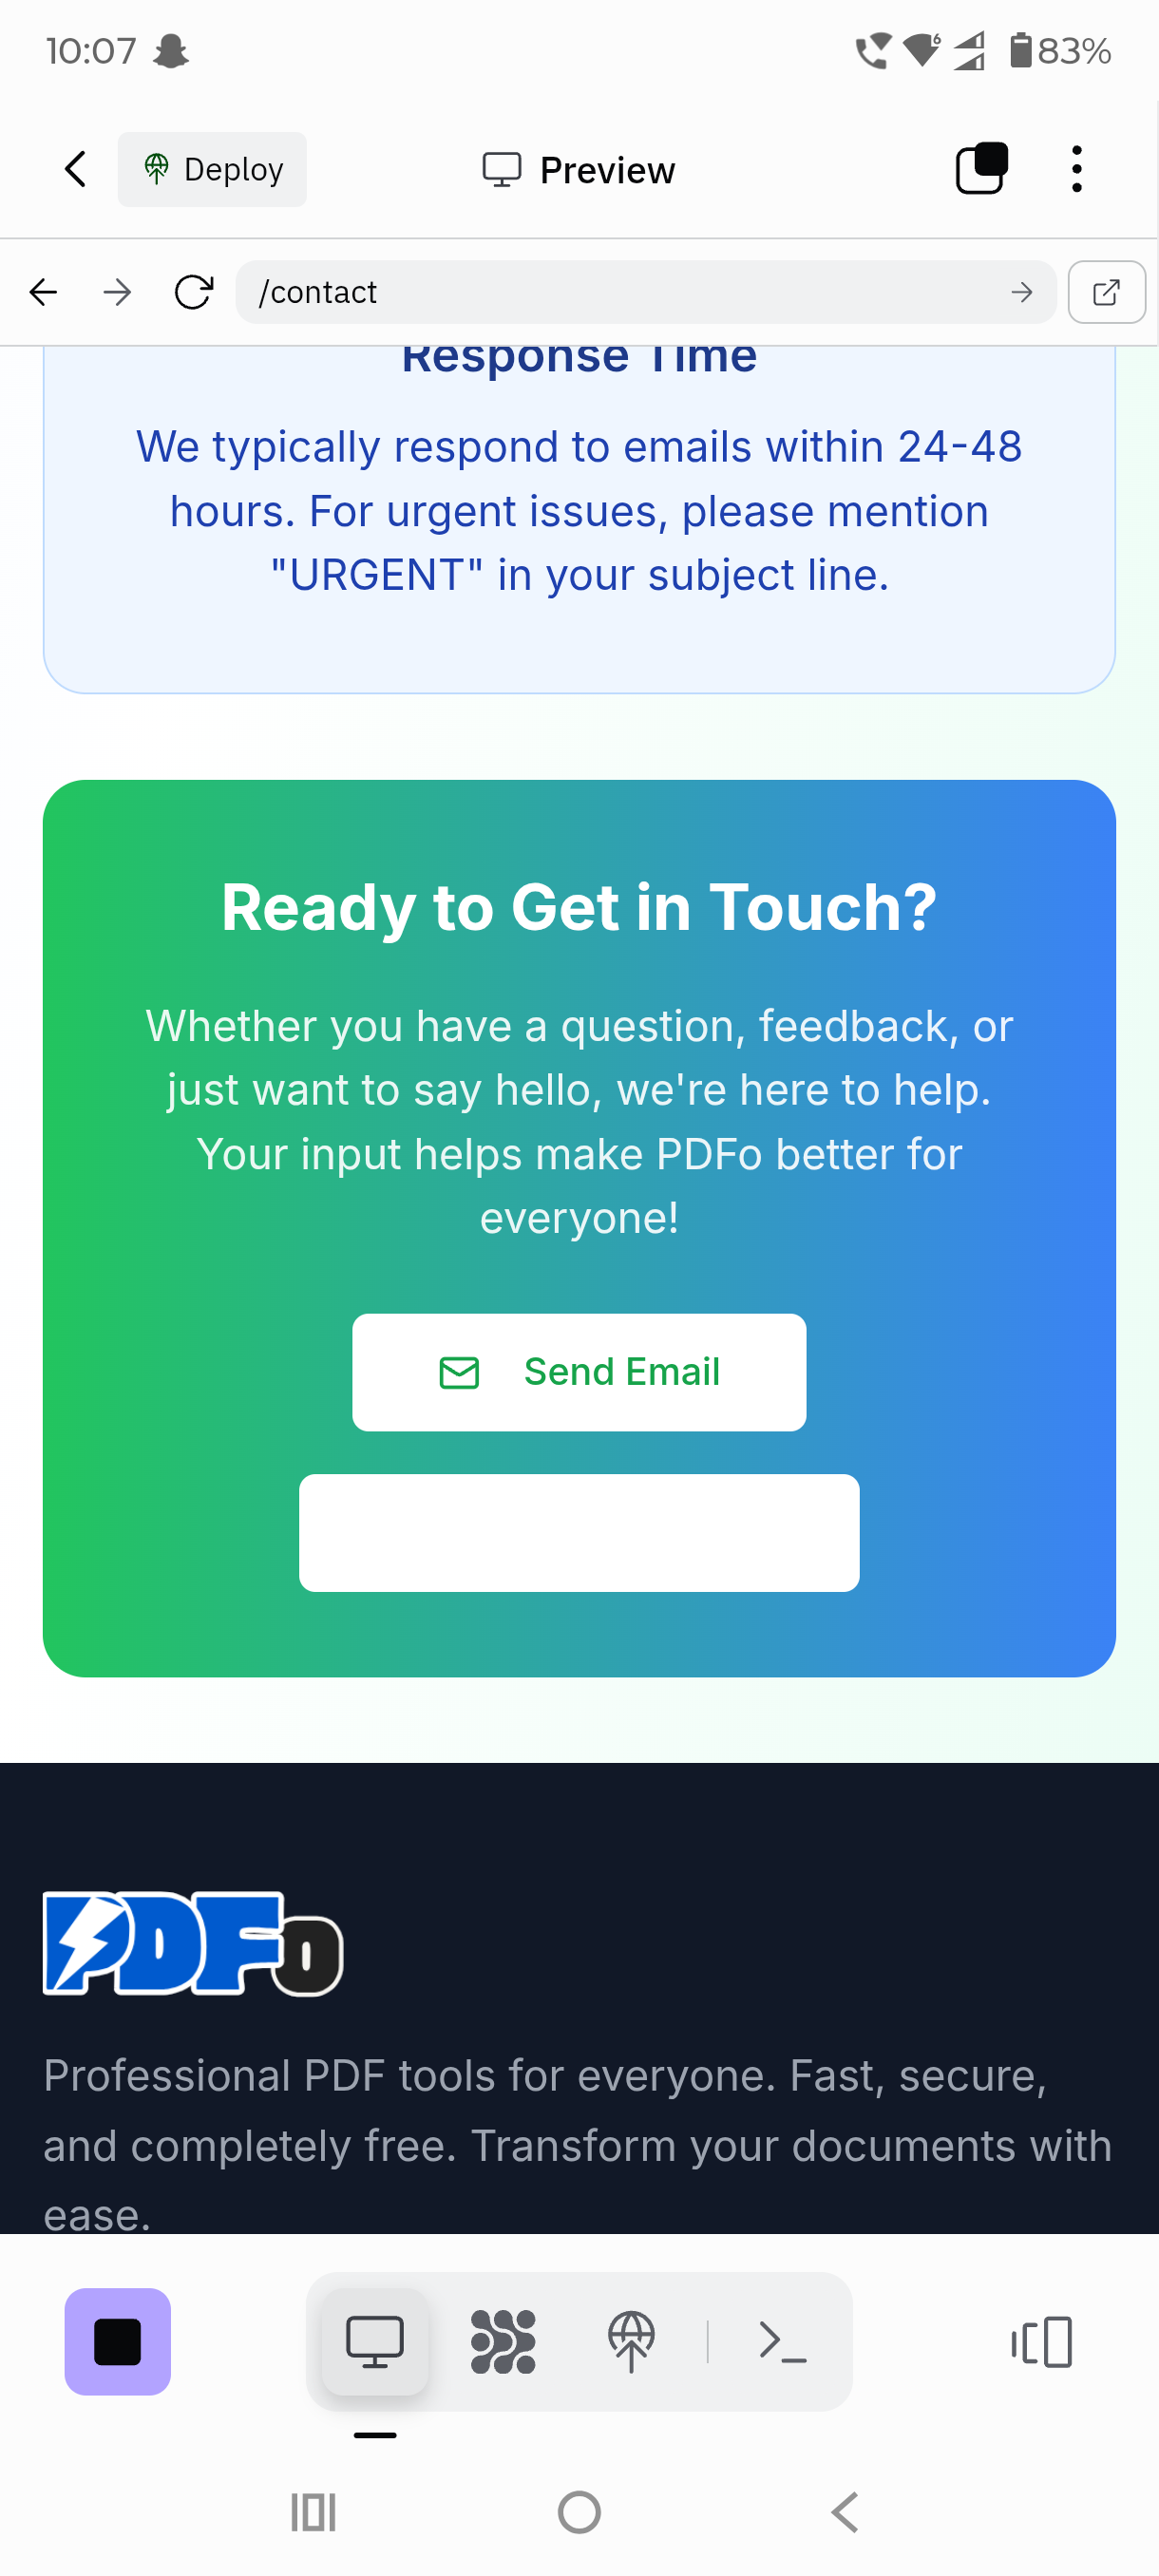 10:07
6
83%
Deploy
Preview
/contact
Response Time
We typically respond to emails within 24-48
hours. For urgent issues, please mention
"URGENT" in your subject line.
Ready to Get in Touch?
Whether you have a question, feedback, or
just want to say hello, we're here to help.
Your input helps make PDFo better for
everyone!
Send Email
PDFo
Professional PDF tools for everyone. Fast, secure,
and completely free. Transform your documents with
ease.